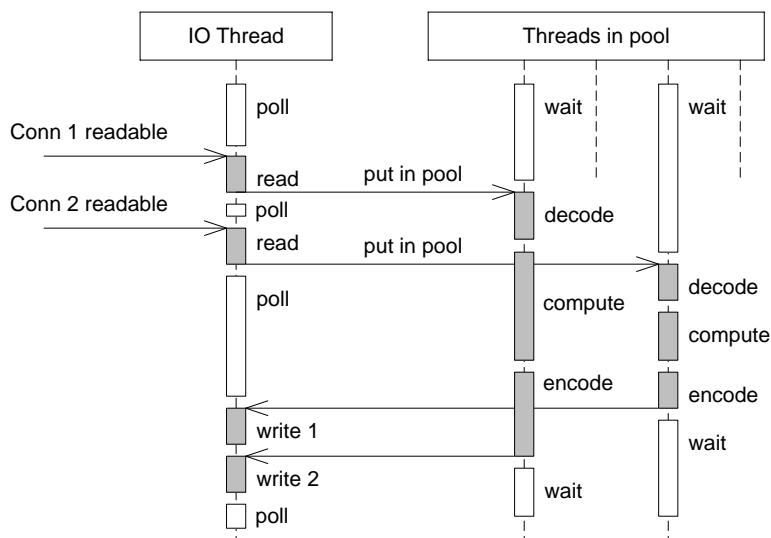 IO Thread
Threads in pool
poll
wait
wait
Conn 1 readable
read
put in pool
Conn 2 readable
poll
decode
read
put in pool
poll
decode
compute
compute
encode
encode
write 1
wait
write 2
wait
poll